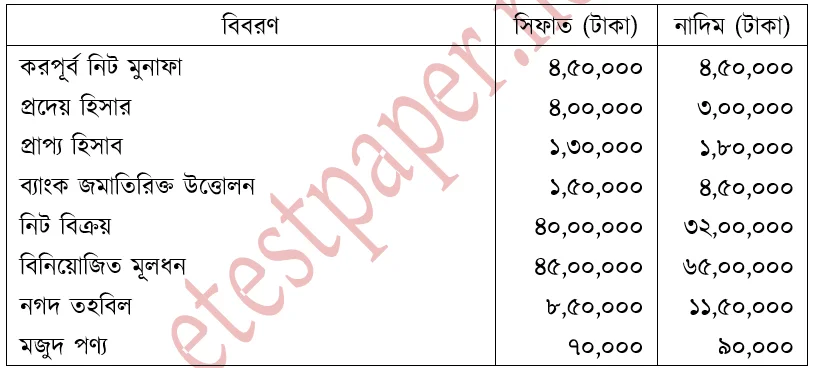 বিবরণ সিফাত (টাকা) নাদিম (টাকা)
করপূর্ব নিট মুনাফা ৪,৫০,০০০ ৪,৫০,০০০
প্রদেয় হিসার ৪,০০,০০০ ৩,০০,০০০
প্রাপ্য হিসাব ১,৩০,০০০ ১,৮০,০০০
ব্যাংক জমাতিরিক্ত উত্তোলন ১,৫০,০০০ ৪,৫০,০০০
নিট বিক্রয় ৪০,০০,০০০ ৩২,০০,০০০
বিনিয়োজিত মূলধন ৪৫,০০,০০০ ৬৫,০০,০০০
নগদ তহবিল ৮,৫০,০০০ ১১,৫০,০০০
মজুদ পণ্য ৭০,০০০ ৯০,০০০
etestpaper.n